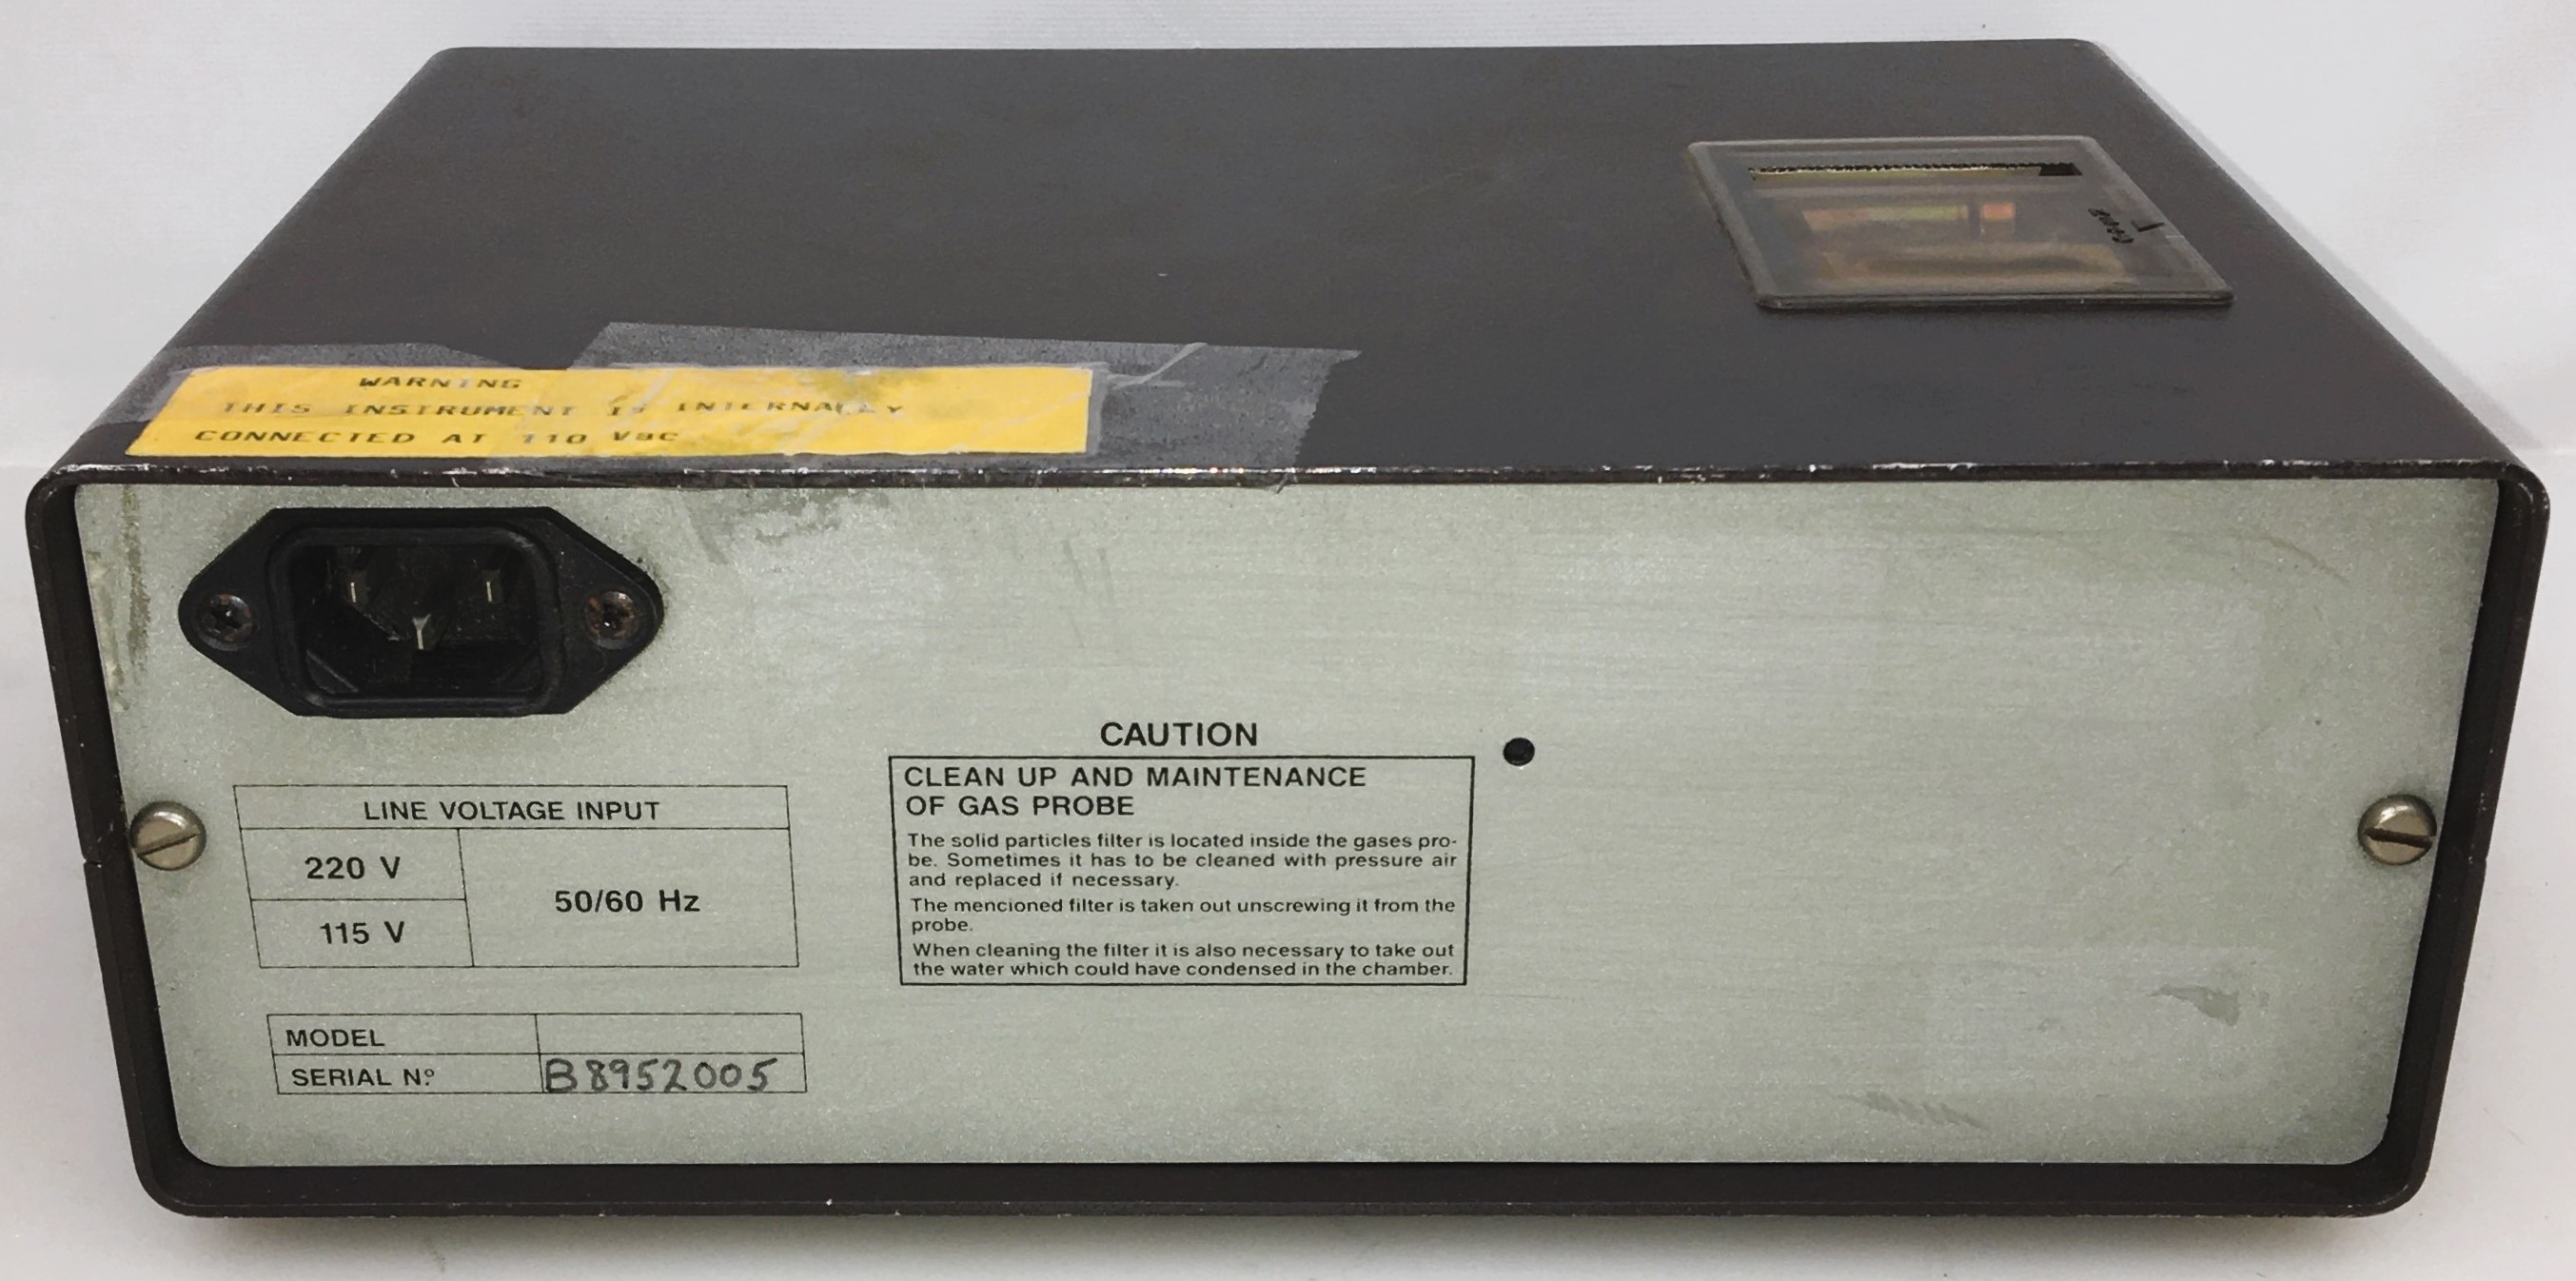 WARNING
THIS INSTRUMENT IS INTERNALLY
CONNECTED AT 110 Vac
LINE VOLTAGE INPUT
220 V
50/60 Hz
115 V
MODEL
SERIAL Nº
B8952005
CAUTION
CLEAN UP AND MAINTENANCE
OF GAS PROBE
The solid particles filter is located inside the gases pro-
be. Sometimes it has to be cleaned with pressure air
and replaced if necessary.
The mencioned filter is taken out unscrewing it from the
probe.
When cleaning the filter it is also necessary to take out
the water which could have condensed in the chamber.